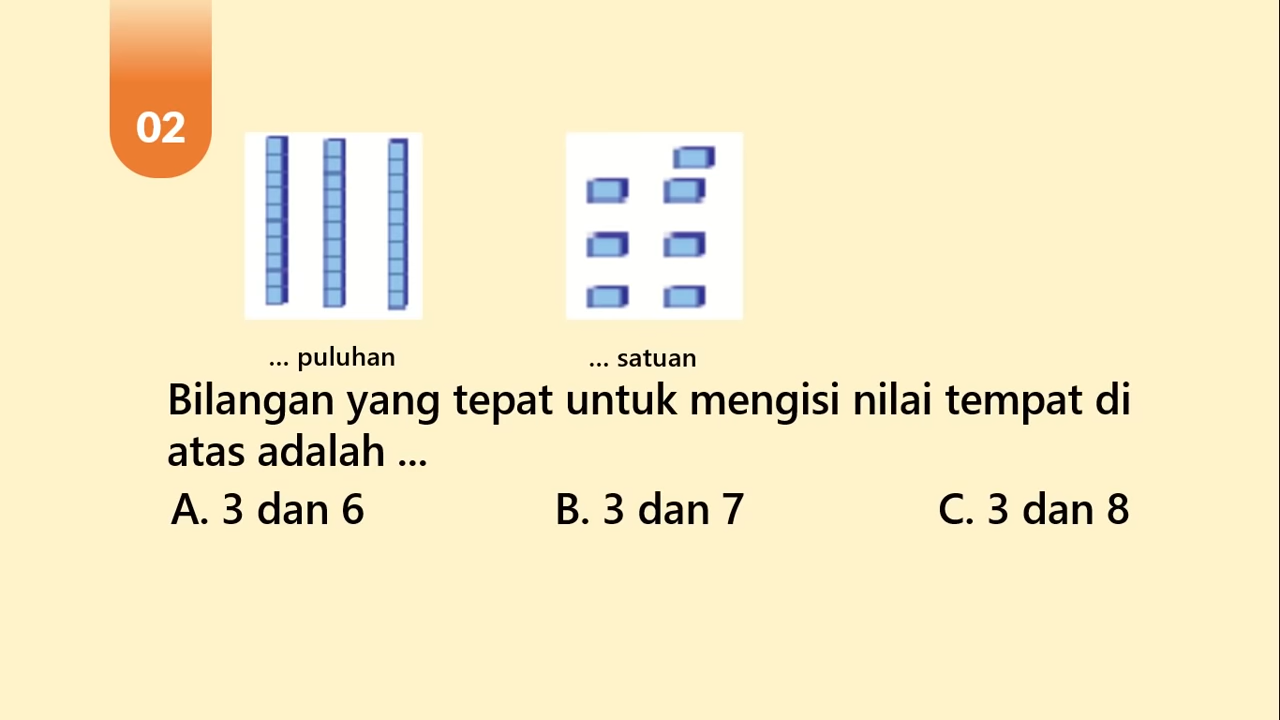 02
... puluhan
... satuan
Bilangan yang tepat untuk mengisi nilai tempat di
atas adalah ...
A. 3 dan 6
B. 3 dan 7
C. 3 dan 8